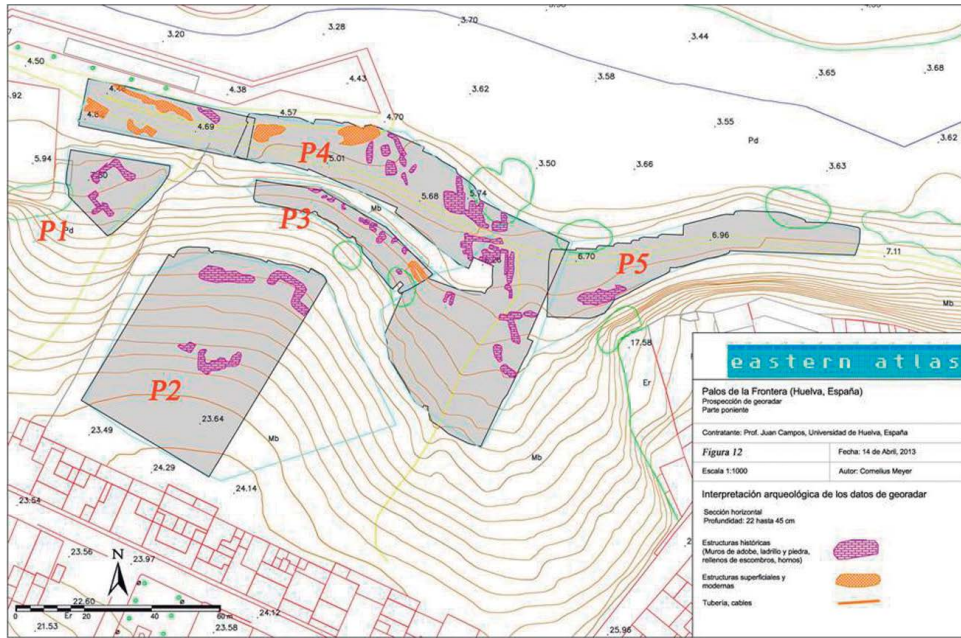 3.70
3.20
3.28
3.44
4.50
4.43
3.68
4.38
3.58
3.65
3.62
.92
4.57
4.70
4.69
3.55
3.62
Pd
P4
5.01
5.94
3.50
3.66
3.63
P1
Pd
P3
Mb
5.68
5.74
6.96
6.70
P5
7.11
Mb
17.58
Er
P2
23.64
23.49
Mb
Mb
24.29
24.14
23.54
23.56
23.97
N
22.60
0
20
40
60 m
Er
24.12
21.53
23.58
25.96
eastern atlas
Palos de la Frontera (Huelva, España)
Prospección de georadar
Parte poniente
Contratante: Prof. Juan Campos, Universidad de Huelva, España
Figura 12
Fecha: 14 de Abril, 2013
Escala 1:1000
Autor: Cornelius Meyer
Interpretación arqueológica de los datos de georadar
Sección horizontal
Profundidad: 22 hasta 45 cm
Estructuras históricas
(Muros de adobe, ladrillo y piedra,
rellenos de escombros, hornos)
Estructuras superficiales y
modernas
Tubería, cables